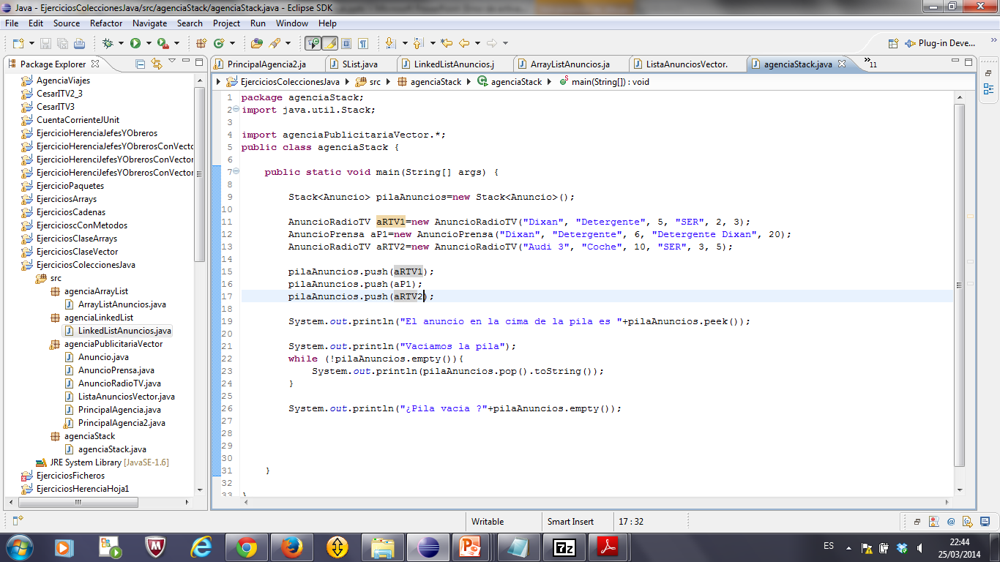 Java - EjerciciosColeccionesJava/src/agenciaStack/agenciaStack.java - Eclipse SDK
File Edit Source Refactor Navigate Search Project Run Window Help
Plug-in Deve...
Package Explorer
PrincipalAgencia2.ja SList.java LinkedListAnuncios.j ArrayListAnuncios.ja ListaAnunciosVector. agenciaStack.java 11
EjerciciosColeccionesJava src agenciaStack agenciaStack main(String[]) : void
AgenciaViajes
CesarITV2_3
CesarITV3
CuentaCorrienteJUnit
EjercicioHerenciaJefesYObreros
EjercicioHerenciaJefesYObrerosConVecto
EjercicioHerenciJefesYObrerosConVector
EjercicioHerenciJefesYObrerosConVector
EjercicioPaquetes
EjerciciosArrays
EjerciciosCadenas
EjercicioscConMetodos
EjerciciosClaseArrays
EjerciciosClaseVector
EjerciciosColeccionesJava
src
agenciaArrayList
ArrayListAnuncios.java
agenciaLinkedList
LinkedListAnuncios.java
agenciaPublicitariaVector
Anuncio.java
AnuncioPrensa.java
AnuncioRadioTV.java
ListaAnunciosVector.java
PrincipalAgencia.java
PrincipalAgencia2.java
agenciaStack
agenciaStack.java
JRE System Library [JavaSE-1.6]
EjerciciosFicheros
EjerciciosHerenciaHoja1
1 package agenciaStack;
2 import java.util.Stack;
3
4 import agenciaPublicitariaVector.*;
5 public class agenciaStack {
6
7 public static void main(String[] args) {
8
9 Stack<Anuncio> pilaAnuncios=new Stack<Anuncio>();
10
11 AnuncioRadioTV aRTV1=new AnuncioRadioTV("Dixan", "Detergente", 5, "SER", 2, 3);
12 AnuncioPrensa aP1=new AnuncioPrensa("Dixan", "Detergente", 6, "Detergente Dixan", 20);
13 AnuncioRadioTV aRTV2=new AnuncioRadioTV("Audi 3", "Coche", 10, "SER", 3, 5);
14
15 pilaAnuncios.push(aRTV1);
16 pilaAnuncios.push(aP1);
17 pilaAnuncios.push(aRTV2);
18
19 System.out.println("El anuncio en la cima de la pila es "+pilaAnuncios.peek());
20
21 System.out.println("Vaciamos la pila");
22 while (!pilaAnuncios.empty()){
23 System.out.println(pilaAnuncios.pop().toString());
24 }
25
26 System.out.println("¿Pila vacia ?"+pilaAnuncios.empty());
27
28
29
30
31 }
32
33 }
Writable Smart Insert 17 : 32
ES 22:44
25/03/2014